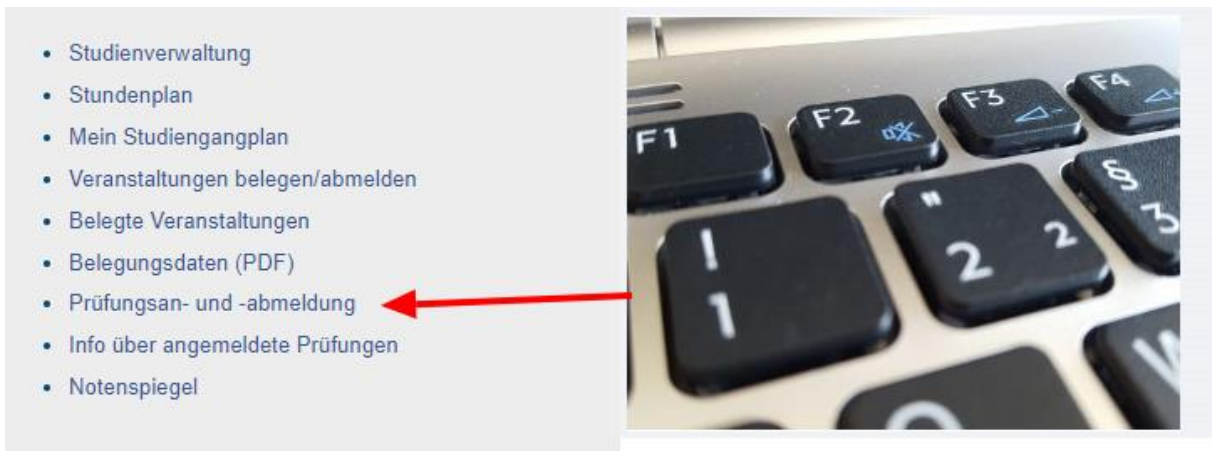 Studienverwaltung
Stundenplan
Mein Studiengangplan
Veranstaltungen belegen/abmelden
Belegte Veranstaltungen
Belegungsdaten (PDF)
Prüfungsan- und -abmeldung
Info über angemeldete Prüfungen
Notenspiegel
F1
F2
F3
F4
!
1
"
2 2
§
3